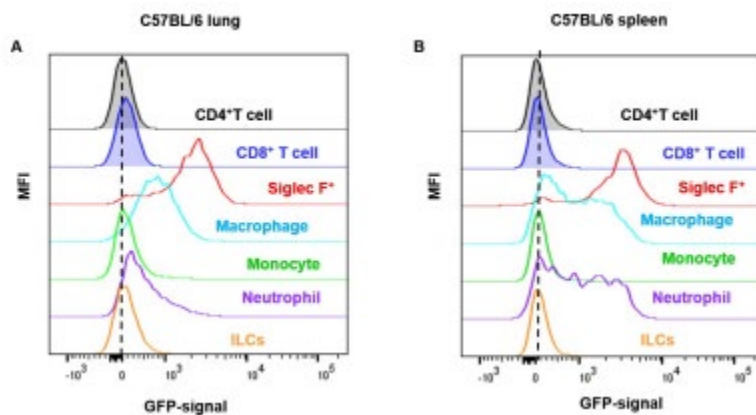 C57BL/6 lung
A
MFI
CD4⁺T cell
CD8⁺ T cell
Siglec F⁺
Macrophage
Monocyte
Neutrophil
ILCs
-10³ 0 10³ 10⁴ 10⁵
GFP-signal
C57BL/6 spleen
B
MFI
CD4⁺T cell
CD8⁺ T cell
Siglec F⁺
Macrophage
Monocyte
Neutrophil
ILCs
-10³ 0 10³ 10⁴ 10⁵
GFP-signal